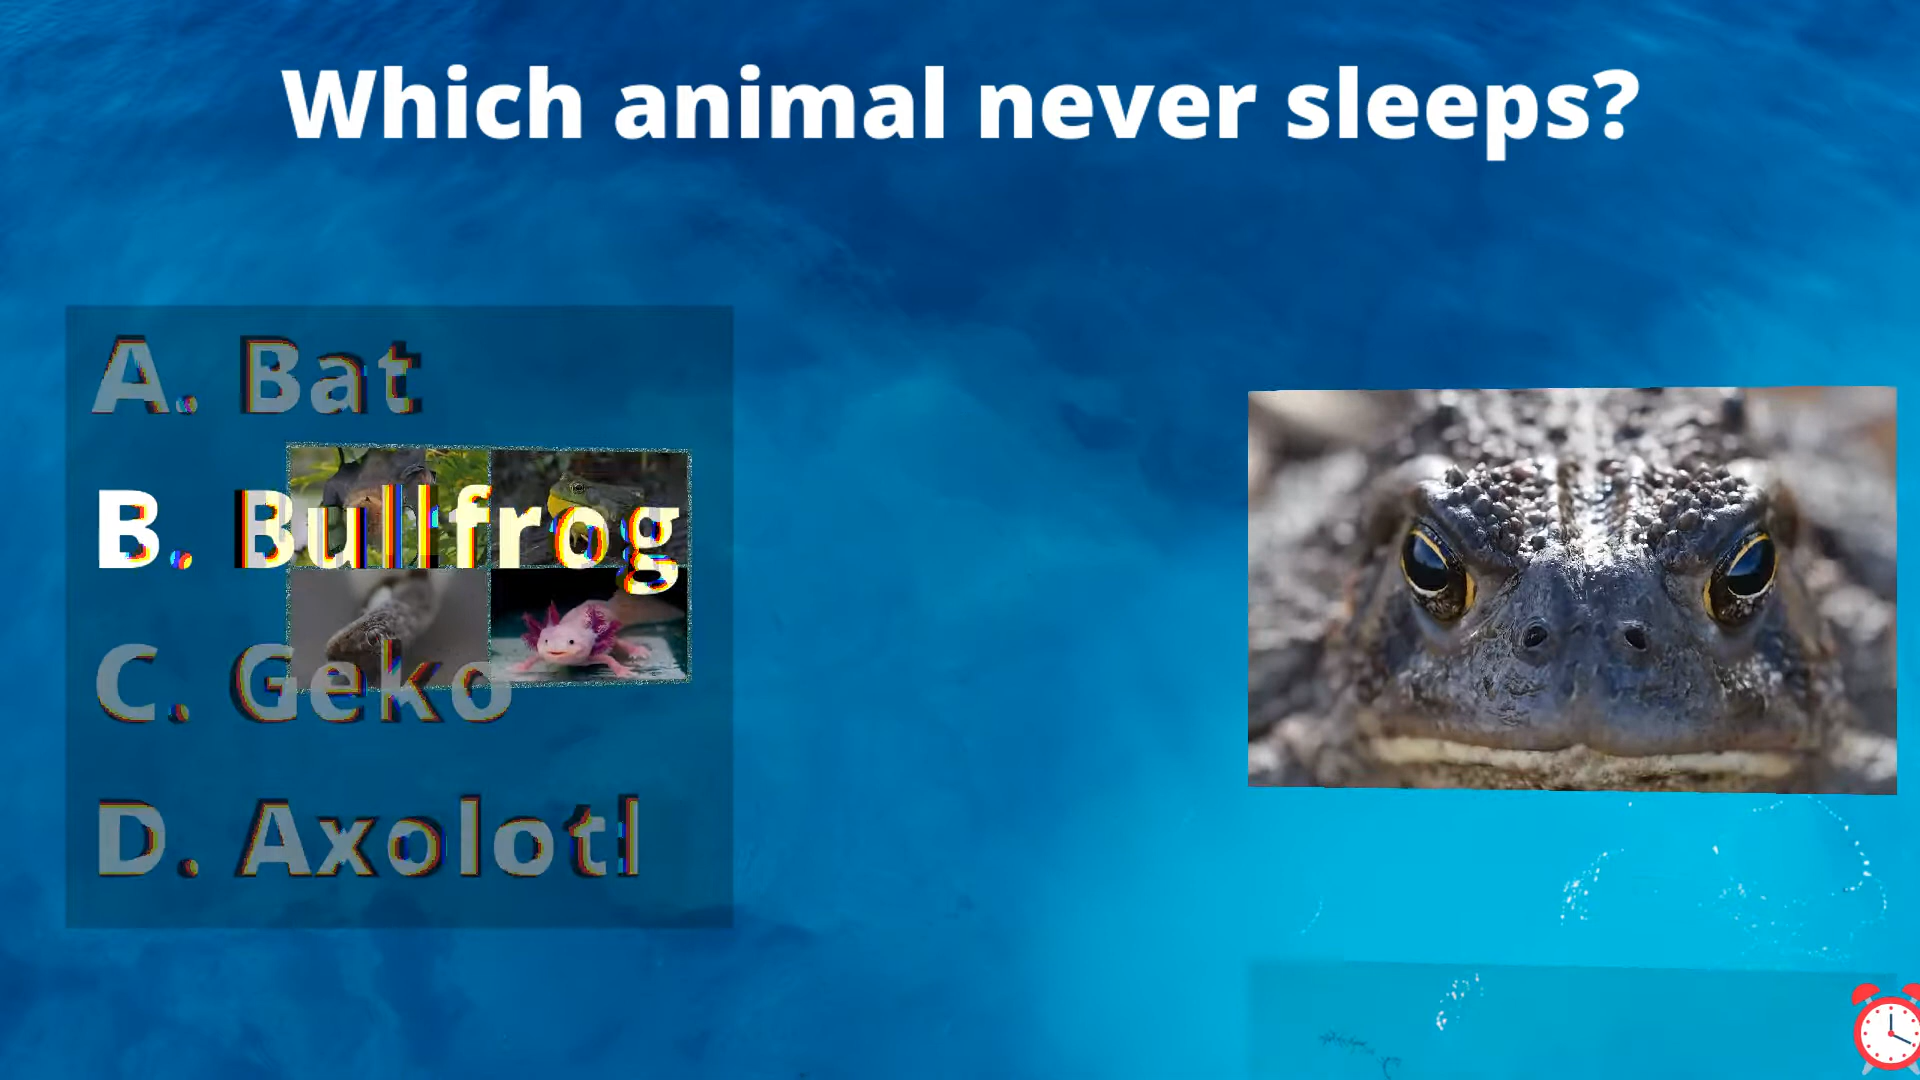 Which animal never sleeps?
A. Bat
B. Bullfrog
C. Geko
D. Axolotl